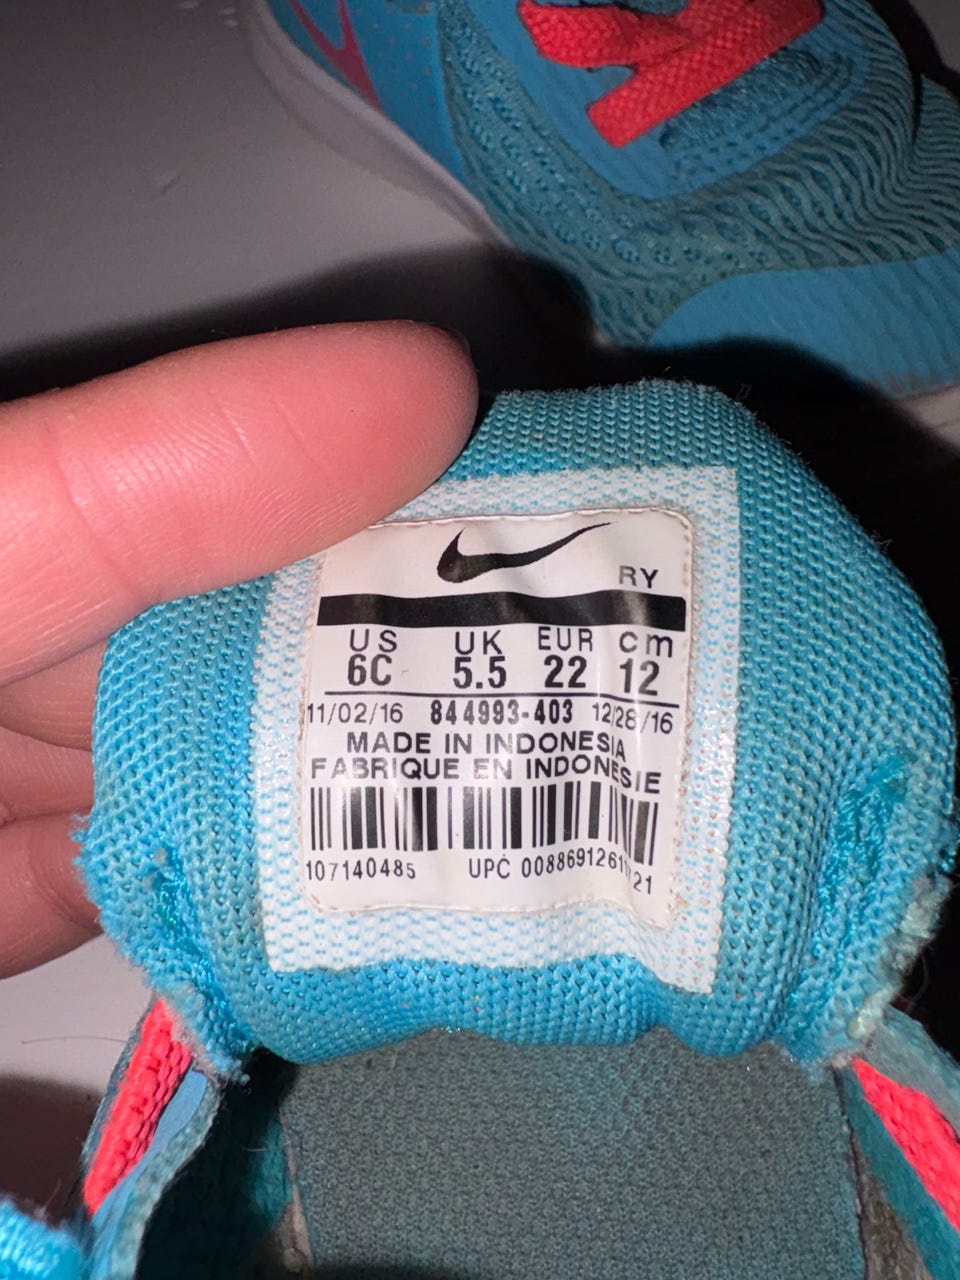 RY
US UK EUR Cm
6C 5.5 22 12
11/02/16 844993-403 12/28/16
MADE IN INDONESIA
FABRIQUE EN INDONESIE
107140485 UPC